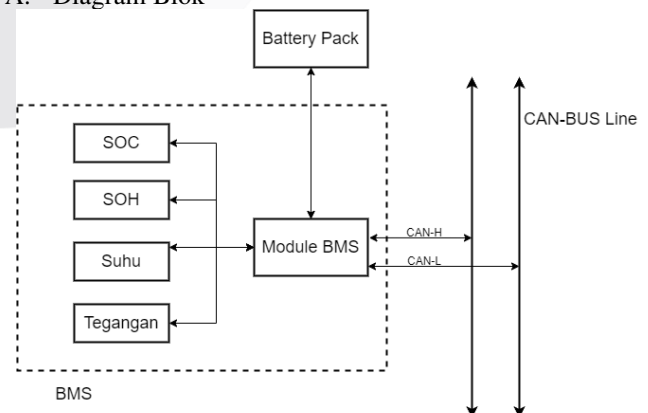 A. Diagram Blok
Battery Pack
CAN-BUS Line
SOC
SOH
Suhu
Tegangan
Module BMS
CAN-H
CAN-L
BMS